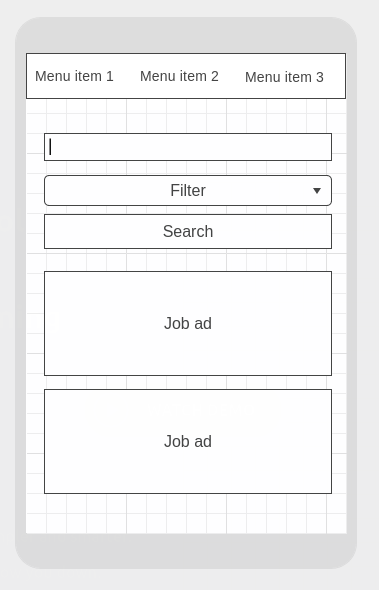 Menu item 1 Menu item 2 Menu item 3
Filter
Search
Job ad
Job ad